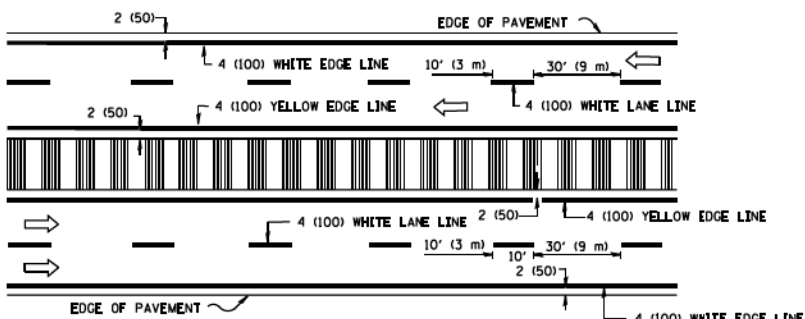 2 (50)
EDGE OF PAVEMENT
4 (100) WHITE EDGE LINE
10' (3 m)
30' (9 m)
4 (100) YELLOW EDGE LINE
4 (100) WHITE LANE LINE
2 (50)
2 (50)
4 (100) YELLOW EDGE LINE
4 (100) WHITE LANE LINE
10' (3 m)
30' (9 m)
10'
2 (50)
EDGE OF PAVEMENT
4 (100) WHITE EDGE LINE